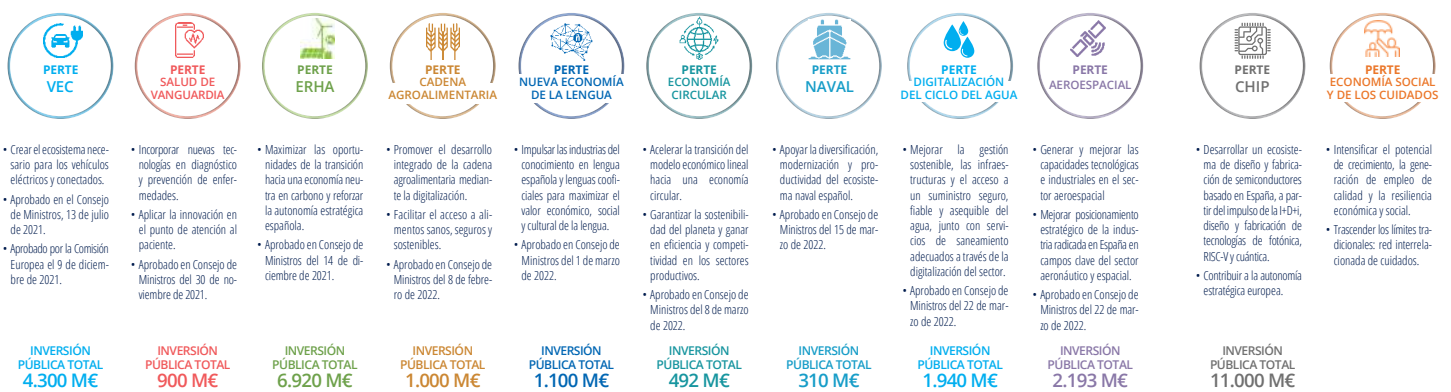 PERTE
VEC
• Crear el ecosistema nece-
sario para los vehículos
eléctricos y conectados.
• Aprobado en el Consejo
de Ministros, 13 de julio
de 2021.
• Aprobado por la Comisión
Europea el 9 de diciem-
bre de 2021.
INVERSIÓN
PÚBLICA TOTAL
4.300 M€
PERTE
SALUD DE
VANGUARDIA
• Incorporar nuevas tec-
nologías en diagnóstico
y prevención de enfer-
medades.
• Aplicar la innovación en
el punto de atención al
paciente.
• Aprobado en Consejo de
Ministros del 30 de no-
viembre de 2021.
INVERSIÓN
PÚBLICA TOTAL
900 M€
PERTE
ERHA
• Maximizar las oportu-
nidades de la transición
hacia una economía neu-
tra en carbono y reforzar
la autonomía estratégica
española.
• Aprobado en Consejo de
Ministros del 14 de di-
ciembre de 2021.
INVERSIÓN
PÚBLICA TOTAL
6.920 M€
PERTE
CADENA
AGROALIMENTARIA
• Promover el desarrollo
integrado de la cadena
agroalimentaria median-
te la digitalización.
• Facilitar el acceso a ali-
mentos sanos, seguros y
sostenibles.
• Aprobado en Consejo de
Ministros del 8 de febre-
ro de 2022.
INVERSIÓN
PÚBLICA TOTAL
1.000 M€
PERTE
NUEVA ECONOMÍA
DE LA LENGUA
• Impulsar las industrias del
conocimiento en lengua
española y lenguas coofi-
ciales para maximizar el
valor económico, social
y cultural de la lengua.
• Aprobado en Consejo de
Ministros del 1 de marzo
de 2022.
INVERSIÓN
PÚBLICA TOTAL
1.100 M€
PERTE
ECONOMÍA
CIRCULAR
• Acelerar la transición del
modelo económico lineal
hacia una economía
circular.
• Garantizar la sostenibili-
dad del planeta y ganar
en eficiencia y competi-
tividad en los sectores
productivos.
• Aprobado en Consejo de
Ministros del 8 de marzo
de 2022.
INVERSIÓN
PÚBLICA TOTAL
492 M€
PERTE
NAVAL
• Apoyar la diversificación,
modernización y pro-
ductividad del ecosiste-
ma naval español.
• Aprobado en Consejo de
Ministros del 15 de mar-
zo de 2022.
INVERSIÓN
PÚBLICA TOTAL
310 M€
PERTE
DIGITALIZACIÓN
DEL CICLO DEL AGUA
• Mejorar la gestión
sostenible, las infraes-
tructuras y el acceso a
un suministro seguro,
fiable y asequible del
agua, junto con servi-
cios de saneamiento
adecuados a través de la
digitalización del sector.
• Aprobado en Consejo de
Ministros del 22 de mar-
zo de 2022.
INVERSIÓN
PÚBLICA TOTAL
1.940 M€
PERTE
AEROESPACIAL
• Generar y mejorar las
capacidades tecnológicas
e industriales en el sec-
tor aeroespacial
• Mejorar posicionamiento
estratégico de la indus-
tria radicada en España en
campos clave del sector
aeronáutico y espacial.
• Aprobado en Consejo de
Ministros del 22 de mar-
zo de 2022.
INVERSIÓN
PÚBLICA TOTAL
2.193 M€
PERTE
CHIP
• Desarrollar un ecosiste-
ma de diseño y fabrica-
ción de semiconductores
basado en España, a par-
tir del impulso de la I+D+i,
diseño y fabricación de
tecnologías de fotónica,
RISC-V y cuántica.
• Contribuir a la autonomía
estratégica europea.
INVERSIÓN
PÚBLICA TOTAL
11.000 M€
PERTE
ECONOMÍA SOCIAL
Y DE LOS CUIDADOS
• Intensificar el potencial
de crecimiento, la gene-
ración de empleo de
calidad y la resiliencia
económica y social.
• Trascender los límites tra-
dicionales: red interrela-
cionada de cuidados.